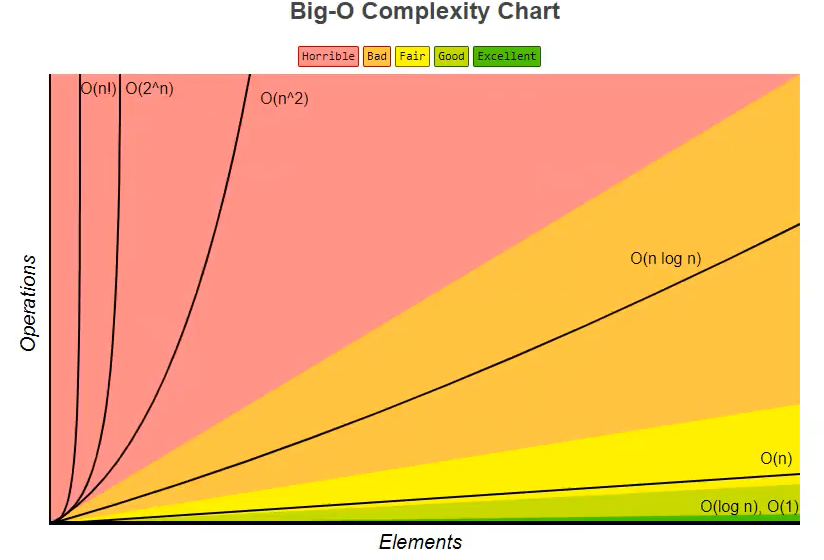 Big-O Complexity Chart
Horrible Bad Fair Good Excellent
O(n!) O(2^n)
O(n^2)
O(n log n)
O(n)
O(log n), O(1)
Operations
Elements